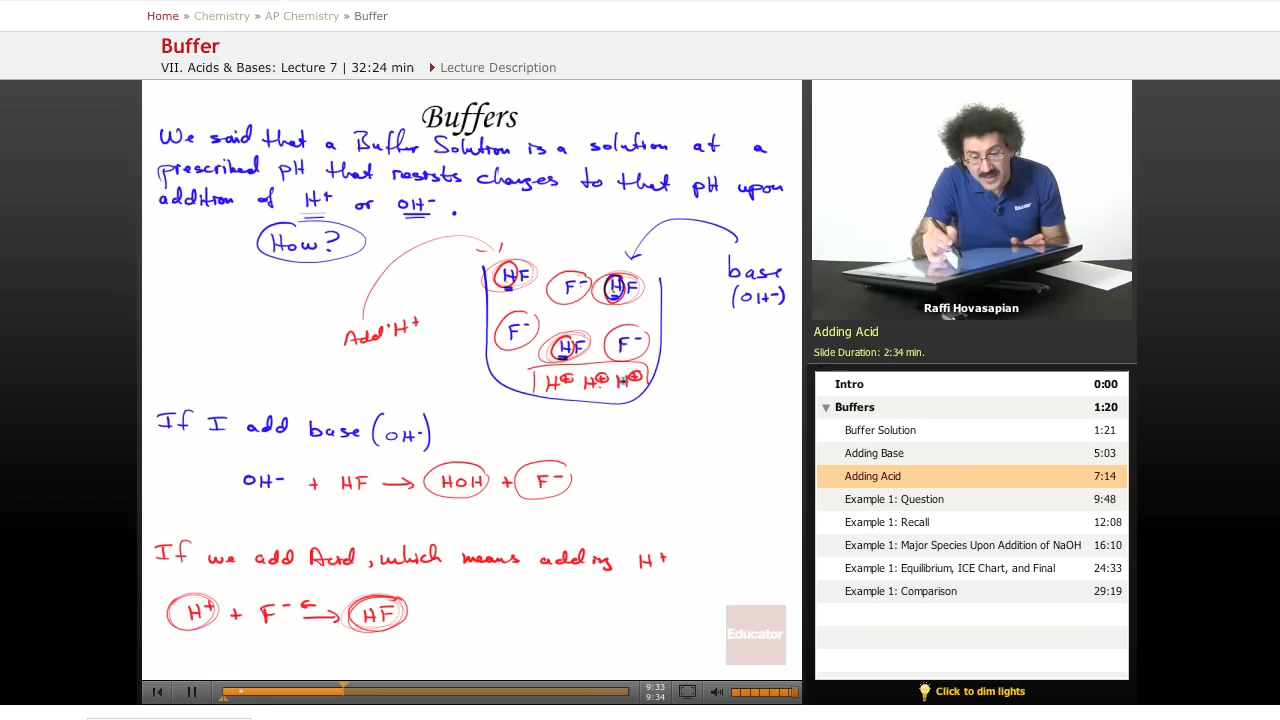 Home » Chemistry » AP Chemistry » Buffer
Buffer
VII. Acids & Bases: Lecture 7 | 32:24 min
Lecture Description
Buffers
We said that a Buffer Solution is a solution at a
prescribed pH that resists changes to that pH upon
addition of H+ or OH- .
How?
HF F- HF
F- HF F-
H+ H+ H+
Add H+
base
(OH-)
If I add base (OH-)
OH- + HF → HOH + F-
If we add Acid, which means adding H+
H+ + F- → HF
Educator
Educator
Raffi Hovasapian
Adding Acid
Slide Duration: 2:34 min.
Intro 0:00
Buffers 1:20
Buffer Solution 1:21
Adding Base 5:03
Adding Acid 7:14
Example 1: Question 9:48
Example 1: Recall 12:08
Example 1: Major Species Upon Addition of NaOH 16:10
Example 1: Equilibrium, ICE Chart, and Final 24:33
Example 1: Comparison 29:19
9:33
9:34
Click to dim lights